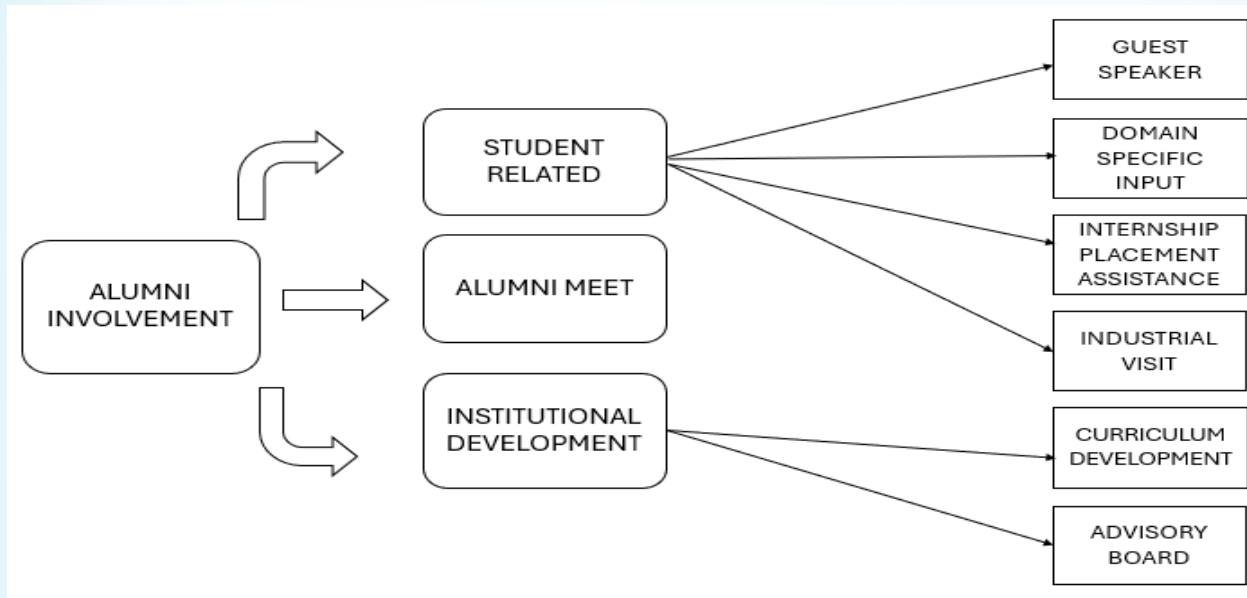 ALUMNI
INVOLVEMENT
STUDENT
RELATED
ALUMNI MEET
INSTITUTIONAL
DEVELOPMENT
GUEST
SPEAKER
DOMAIN
SPECIFIC
INPUT
INTERNSHIP
PLACEMENT
ASSISTANCE
INDUSTRIAL
VISIT
CURRICULUM
DEVELOPMENT
ADVISORY
BOARD